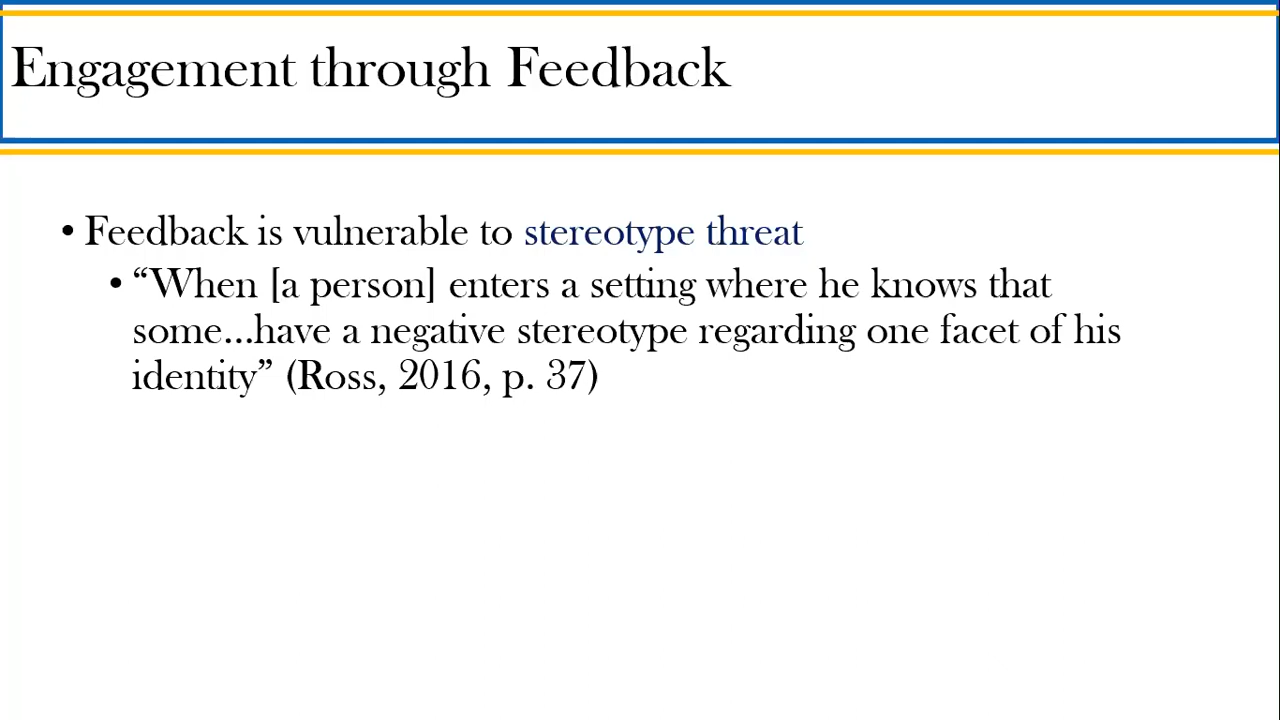 Engagement through Feedback
• Feedback is vulnerable to stereotype threat
• “When [a person] enters a setting where he knows that
some...have a negative stereotype regarding one facet of his
identity” (Ross, 2016, p. 37)